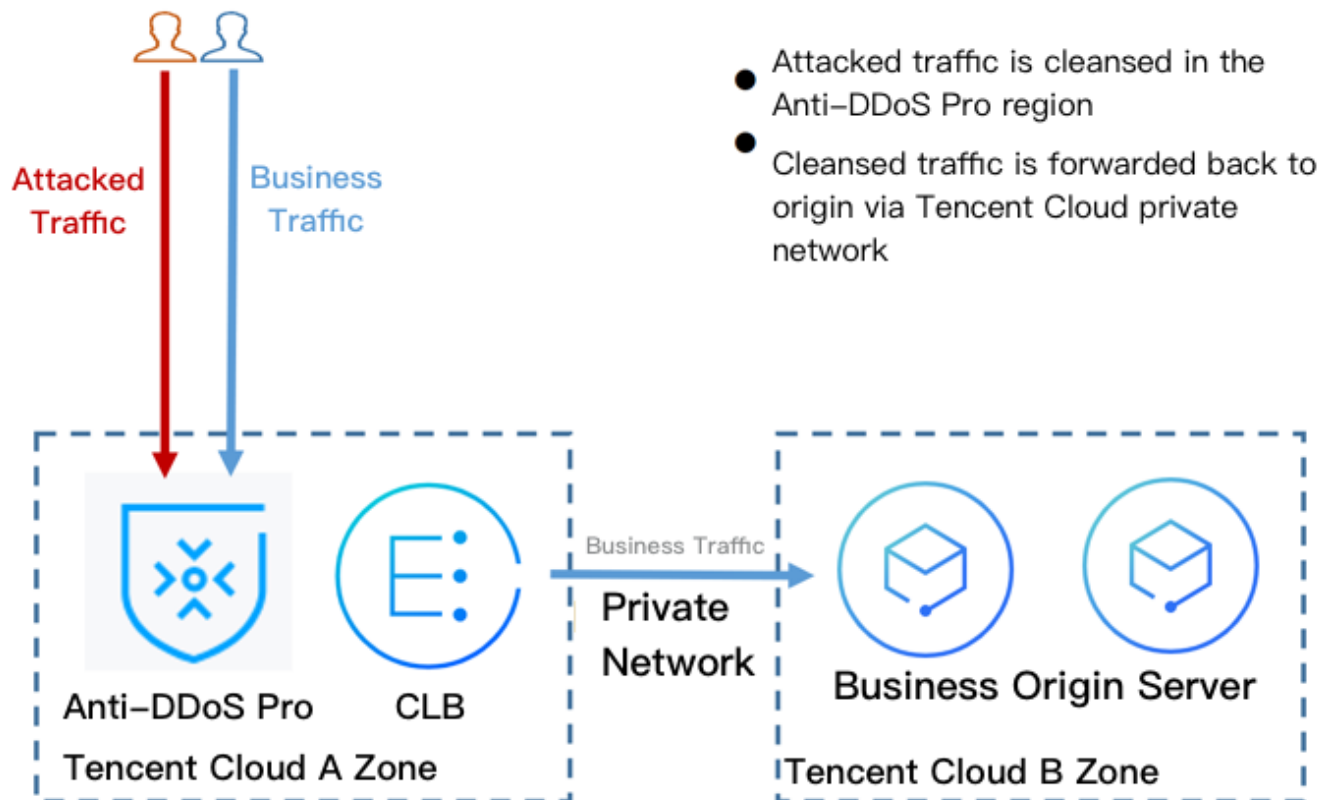 Attacked traffic is cleansed in the
Anti-DDoS Pro region
Cleansed traffic is forwarded back to
origin via Tencent Cloud private
network
Attacked
Traffic
Business
Traffic
Business Traffic
Private
Network
Anti-DDoS Pro
CLB
Tencent Cloud A Zone
Business Origin Server
Tencent Cloud B Zone